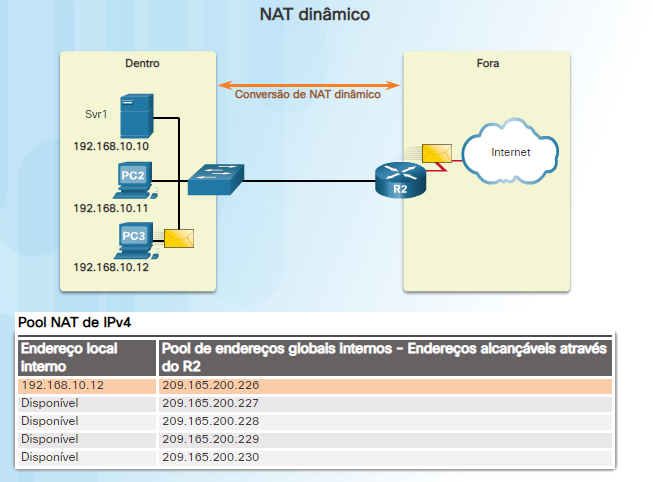 NAT dinâmico
Dentro
Fora
Conversão de NAT dinâmico
Svr1
192.168.10.10
PC2
192.168.10.11
PC3
192.168.10.12
R2
Internet
Pool NAT de IPv4
Endereço local
interno
Pool de endereços globais internos - Endereços alcançáveis através
do R2
192.168.10.12 209.165.200.226
Disponível 209.165.200.227
Disponível 209.165.200.228
Disponível 209.165.200.229
Disponível 209.165.200.230